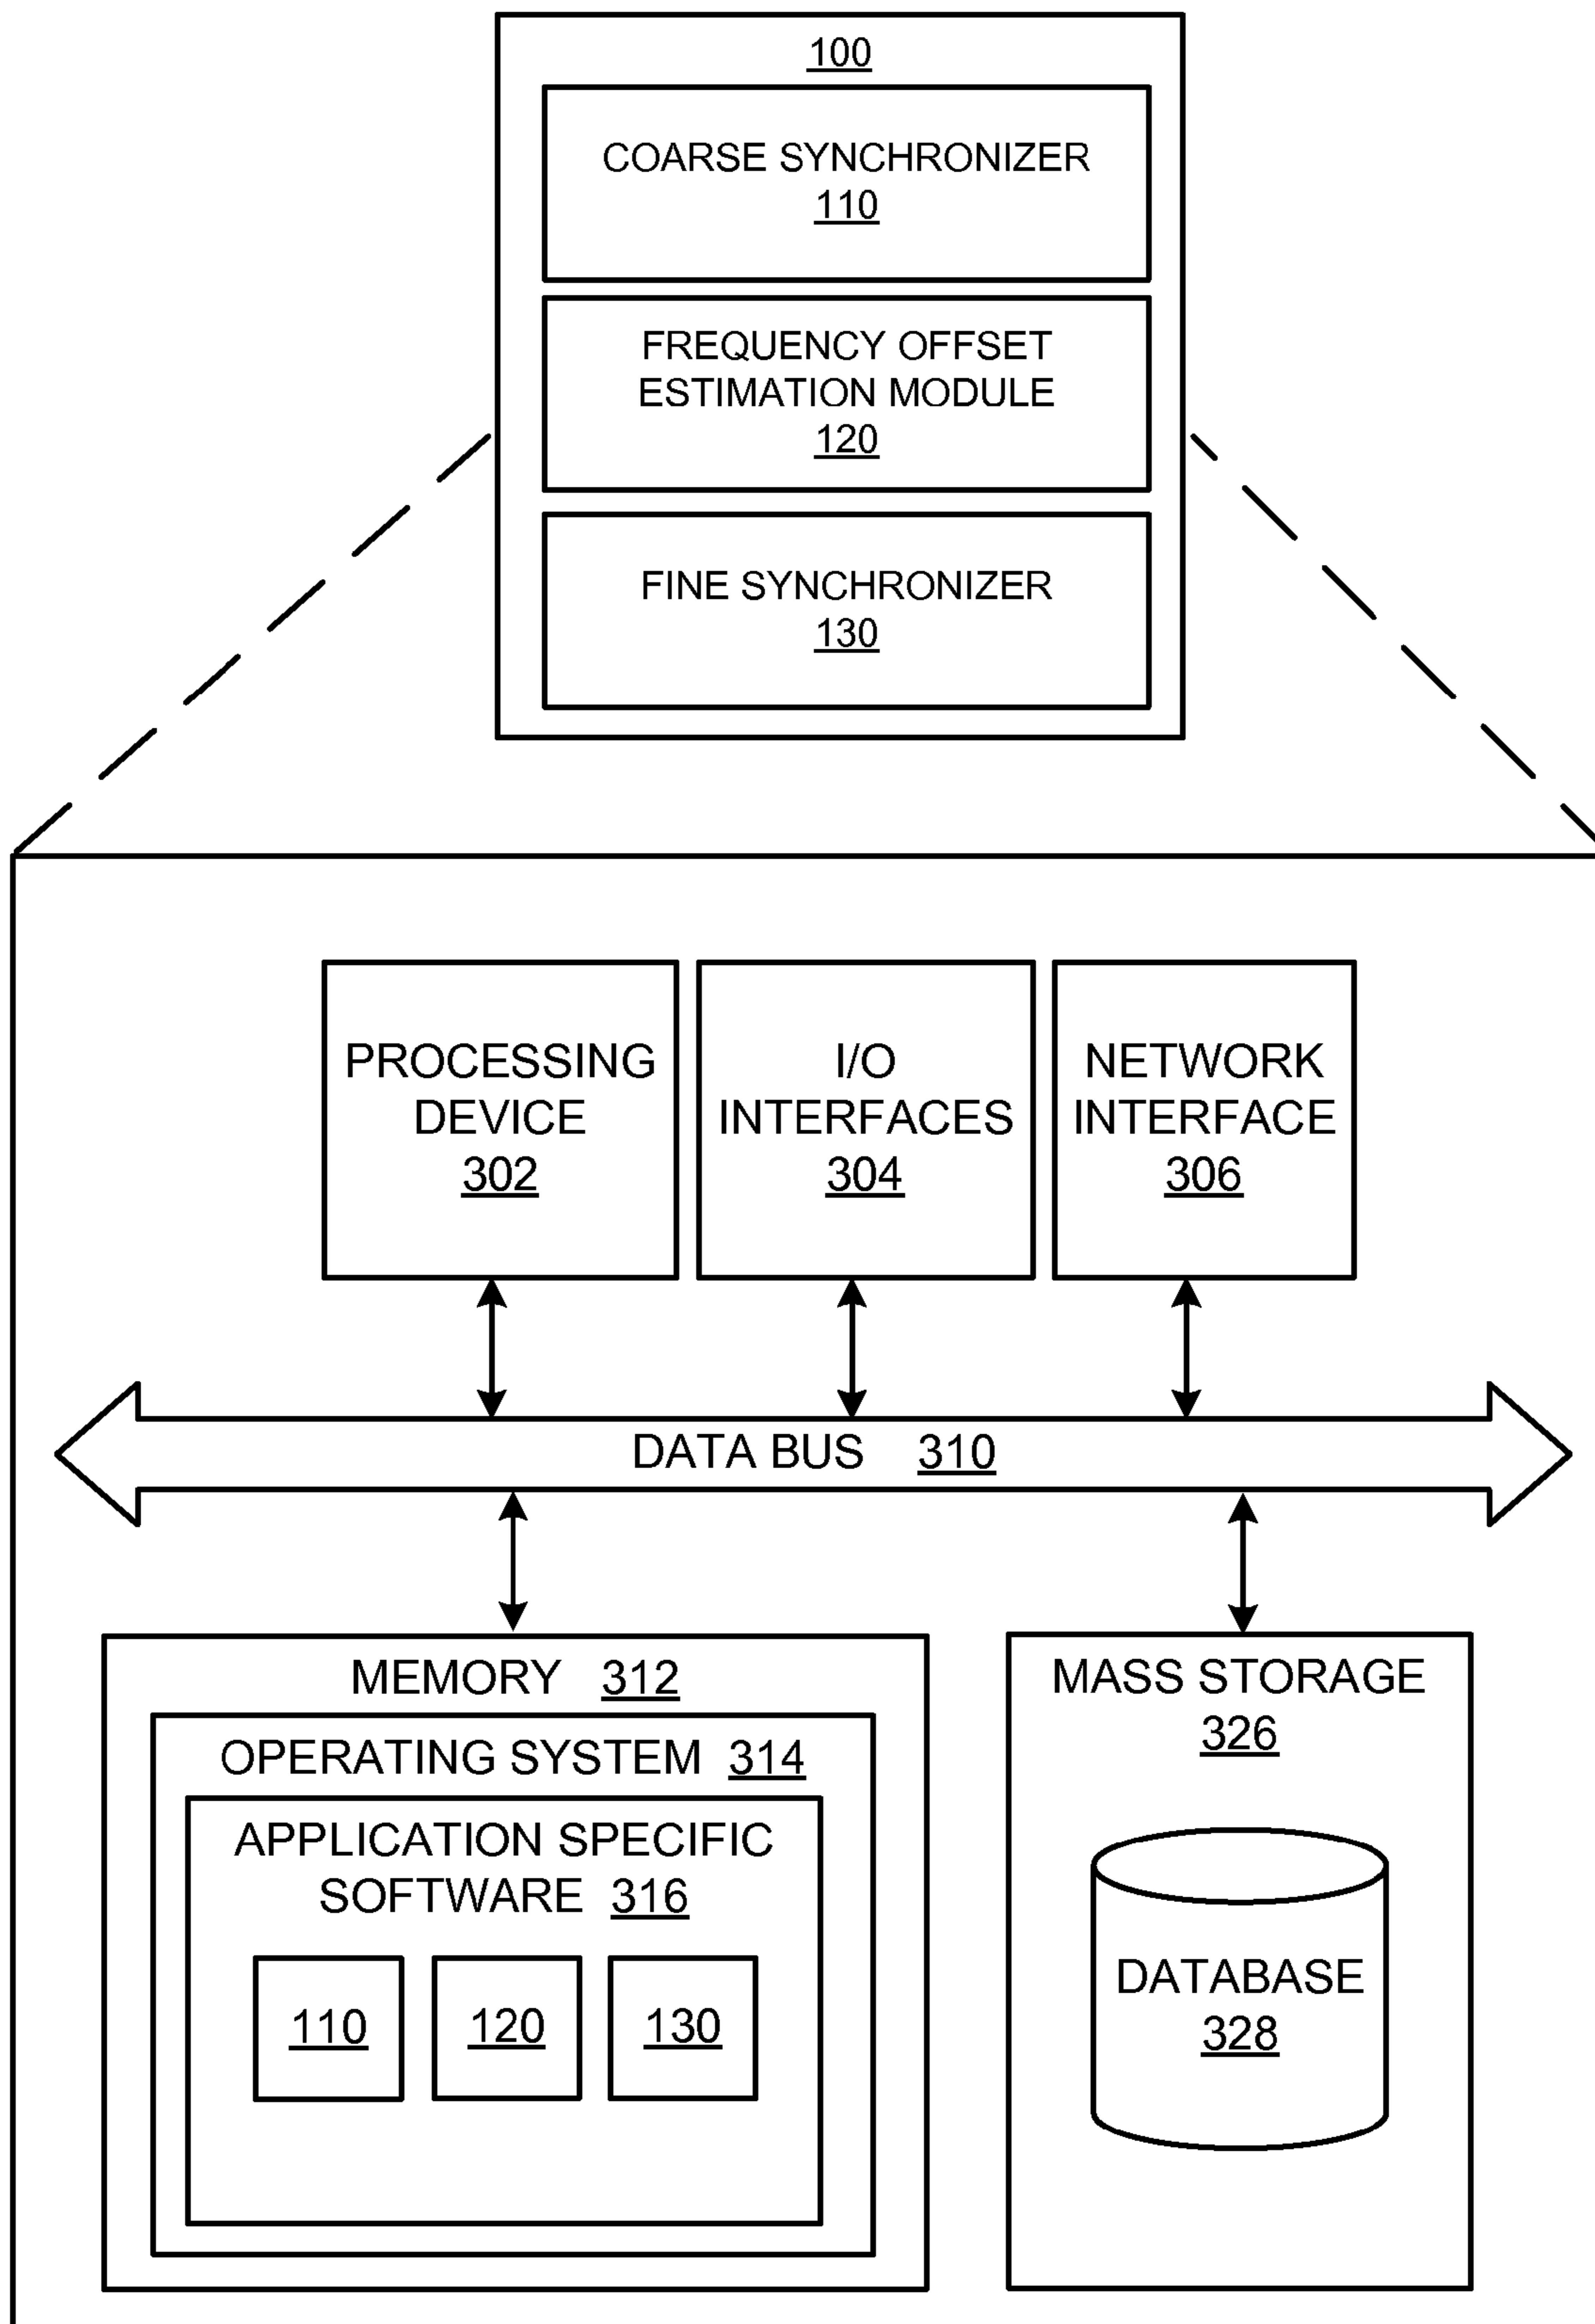 100
COARSE SYNCHRONIZER
110
FREQUENCY OFFSET
ESTIMATION MODULE
120
FINE SYNCHRONIZER
130
PROCESSING
DEVICE
302
I/O
INTERFACES
304
NETWORK
INTERFACE
306
DATA BUS 310
MEMORY 312
OPERATING SYSTEM 314
APPLICATION SPECIFIC
SOFTWARE 316
110
120
130
MASS STORAGE
326
DATABASE
328